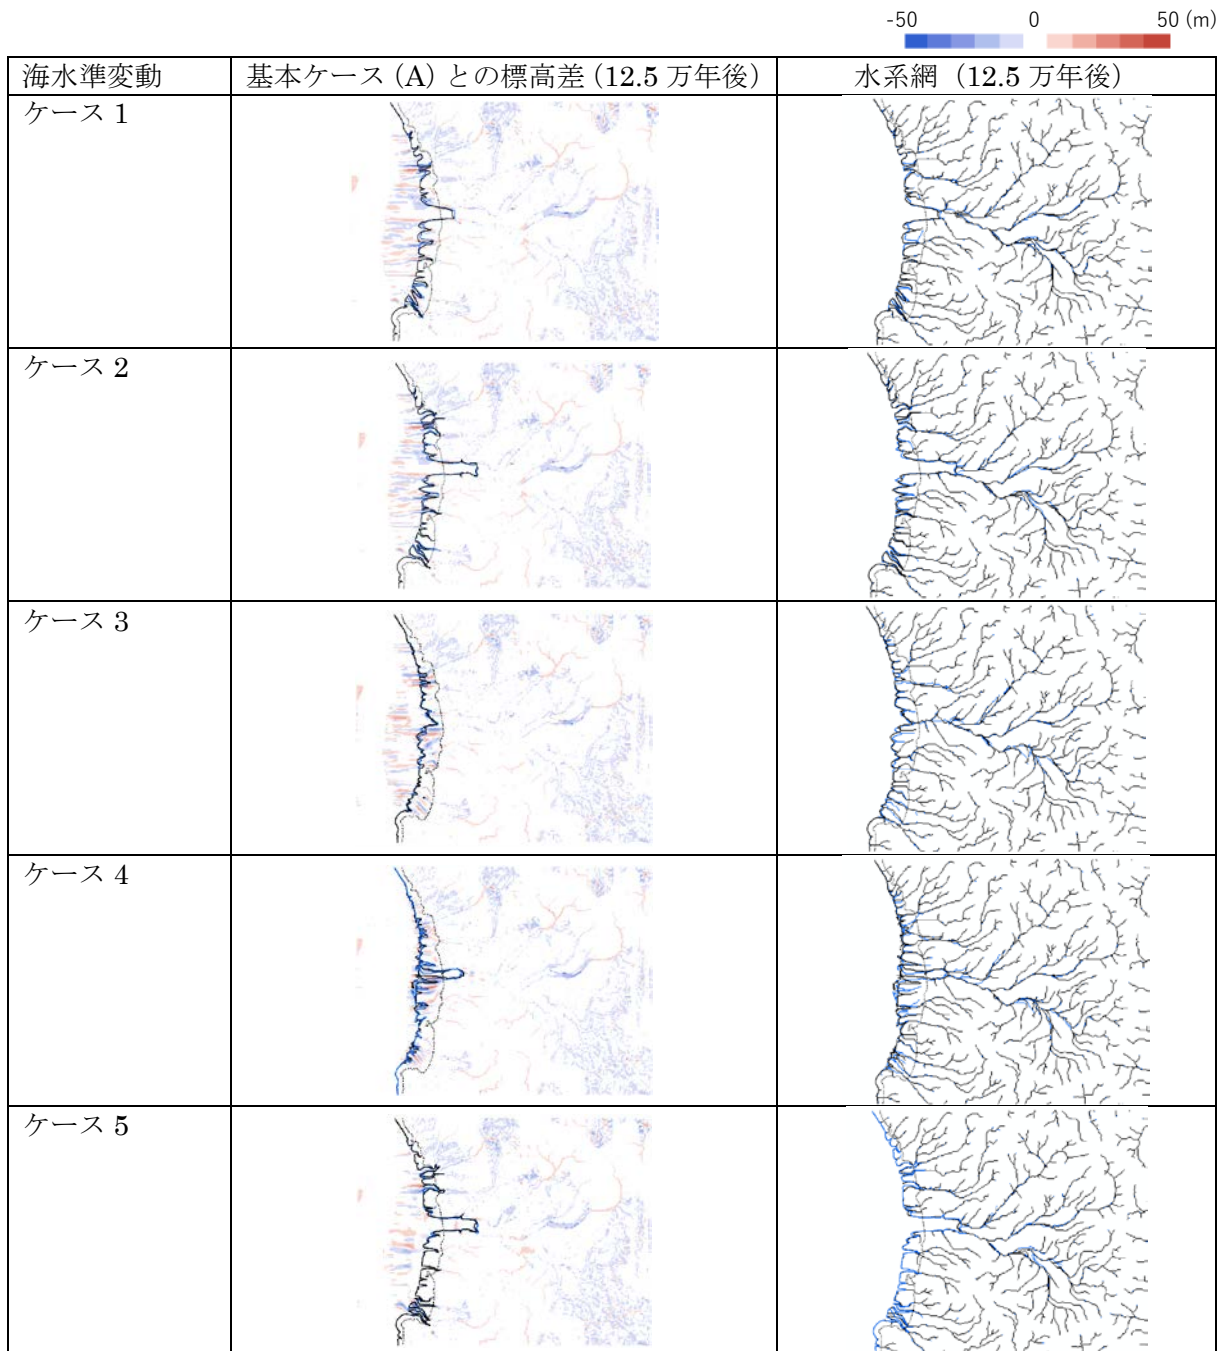 -50 0 50 (m)
海水準変動 基本ケース (A) との標高差 (12.5 万年後) 水系網 (12.5 万年後)
ケース 1
ケース 2
ケース 3
ケース 4
ケース 5